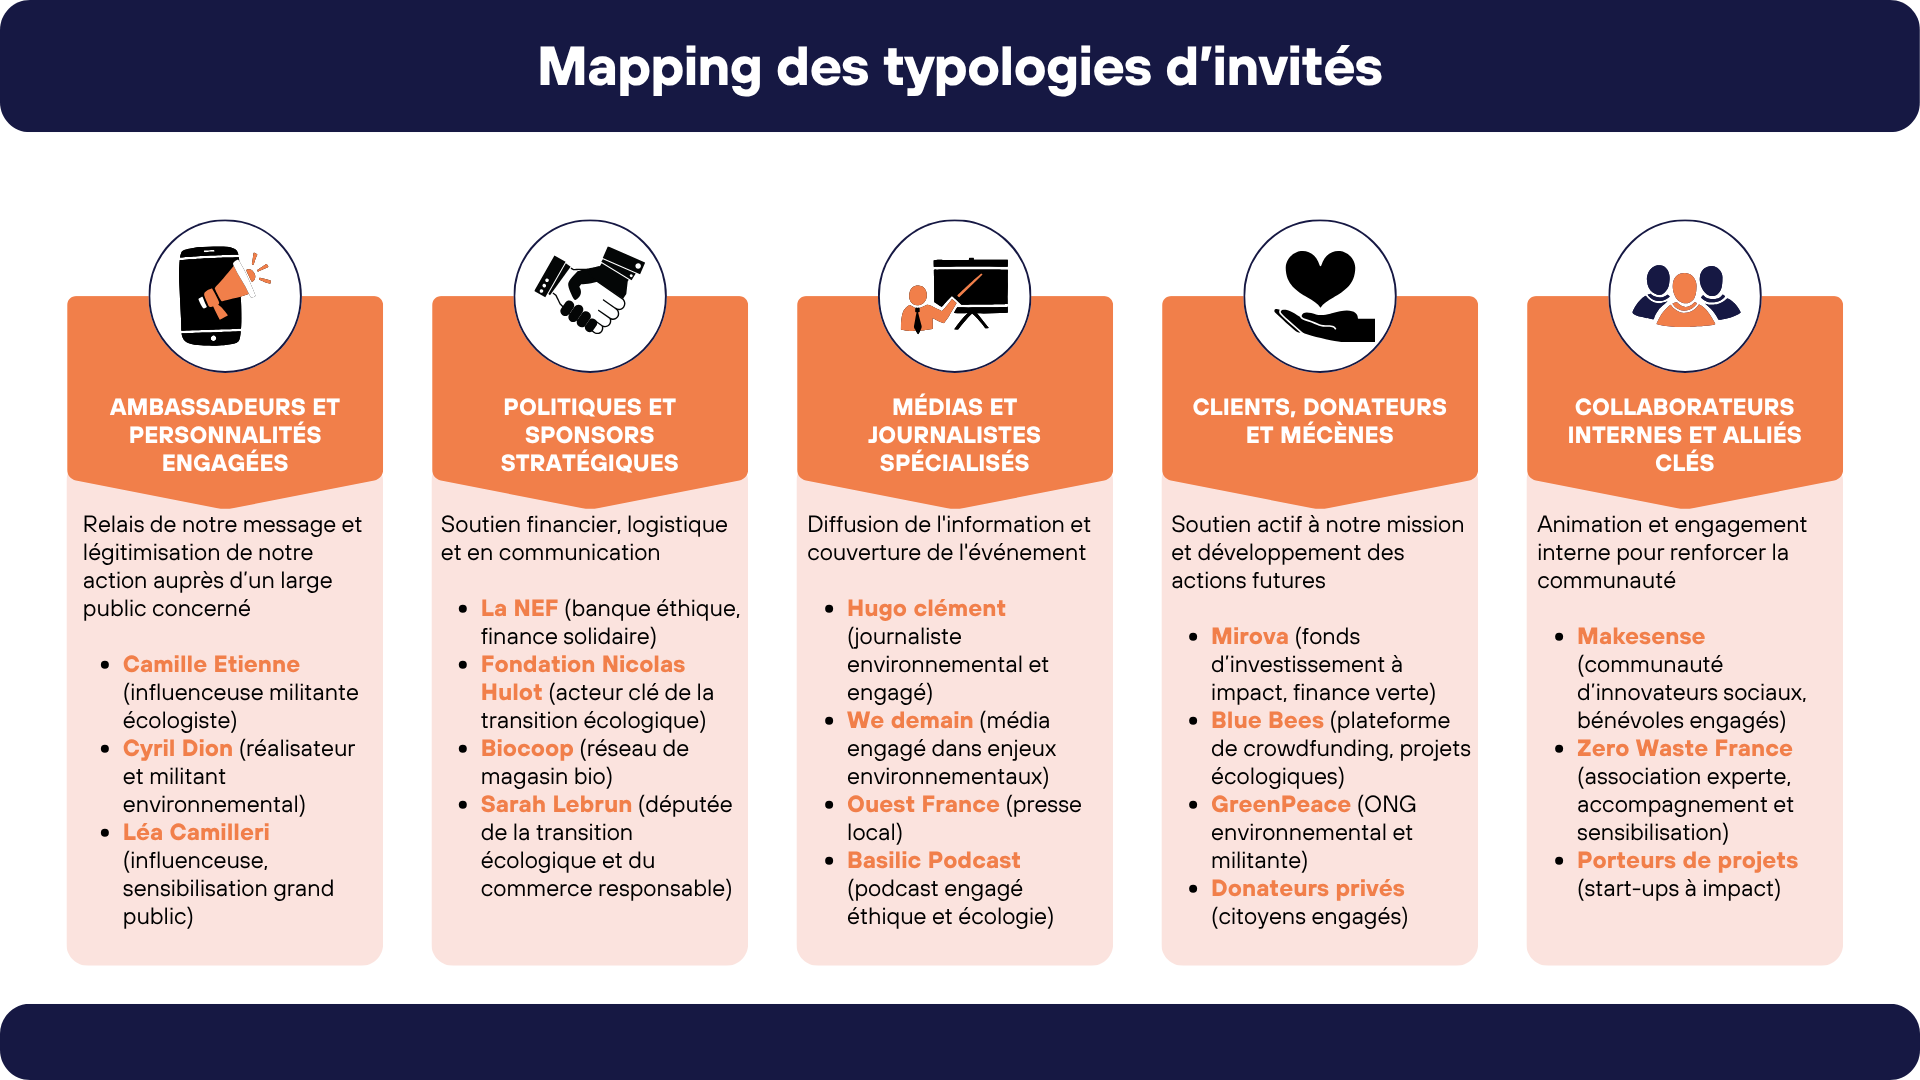 Mapping des typologies d'invités
AMBASSADEURS ET
PERSONNALITÉS
ENGAGÉES
Relais de notre message et
légitimisation de notre
action auprès d'un large
public concerné
• Camille Etienne
(influenceuse militante
écologiste)
• Cyril Dion (réalisateur
et militant
environnemental)
• Léa Camilleri
(influenceuse,
sensibilisation grand
public)
POLITIQUES ET
SPONSORS
STRATÉGIQUES
Soutien financier, logistique
et en communication
• La NEF (banque éthique,
finance solidaire)
• Fondation Nicolas
Hulot (acteur clé de la
transition écologique)
• Biocoop (réseau de
magasin bio)
• Sarah Lebrun (députée
de la transition
écologique et du
commerce responsable)
MÉDIAS ET
JOURNALISTES
SPÉCIALISÉS
Diffusion de l'information et
couverture de l'événement
• Hugo clément
(journaliste
environnemental et
engagé)
• We demain (média
engagé dans enjeux
environnementaux)
• Ouest France (presse
local)
• Basilic Podcast
(podcast engagé
éthique et écologie)
CLIENTS, DONATEURS
ET MÉCÈNES
Soutien actif à notre mission
et développement des
actions futures
• Mirova (fonds
d'investissement à
impact, finance verte)
• Blue Bees (plateforme
de crowdfunding, projets
écologiques)
• GreenPeace (ONG
environnemental et
militante)
• Donateurs privés
(citoyens engagés)
COLLABORATEURS
INTERNES ET ALLIÉS
CLÉS
Animation et engagement
interne pour renforcer la
communauté
• Makesense
(communauté
d'innovateurs sociaux,
bénévoles engagés)
• Zero Waste France
(association experte,
accompagnement et
sensibilisation)
• Porteurs de projets
(start-ups à impact)